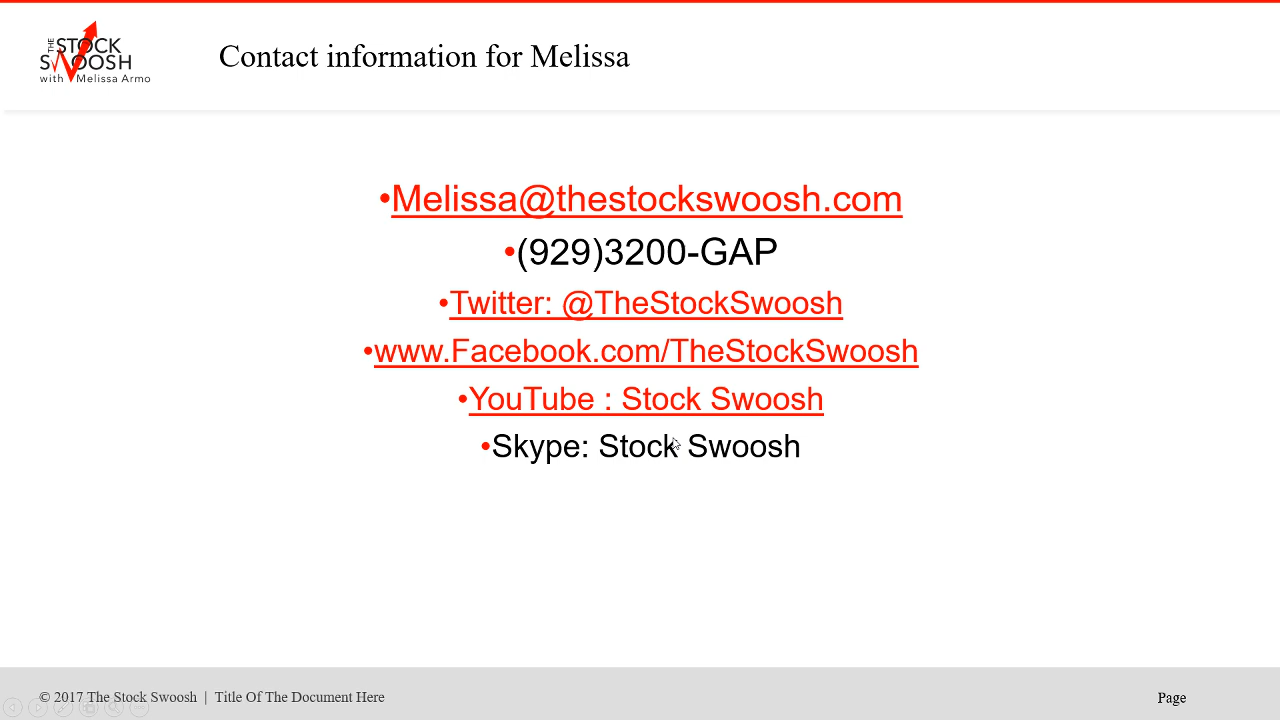 THE STOCK
SWOOSH
with Melissa Armo
Contact information for Melissa
•Melissa@thestockswoosh.com
•(929)3200-GAP
•Twitter: @TheStockSwoosh
•www.Facebook.com/TheStockSwoosh
•YouTube : Stock Swoosh
•Skype: Stock Swoosh
© 2017 The Stock Swoosh | Title Of The Document Here
Page